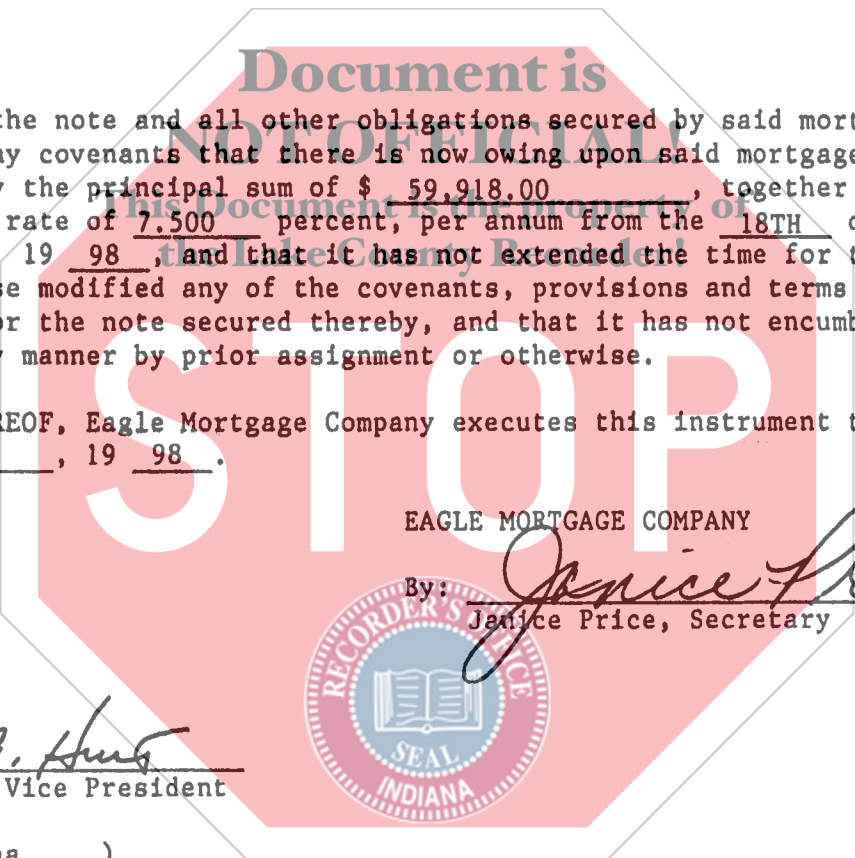 Document is
the note and all other obligations secured by said mort
NOT OFFICIAL!
ny covenants that there is now owing upon said mortgage
the principal sum of $ 59,918.00, together
This Document is the property of
rate of 7.500 percent, per annum from the 18TH
19 98, and that it has not extended the time for t
the Lake County Recorder!
se modified any of the covenants, provisions and terms
or the note secured thereby, and that it has not encumb
manner by prior assignment or otherwise.
STOP
REOF, Eagle Mortgage Company executes this instrument t
, 19 98.
EAGLE MORTGAGE COMPANY
By: Janice
Janice Price, Secretary
RECORDER'S OFFICE
SEAL
INDIANA
Vice President
)